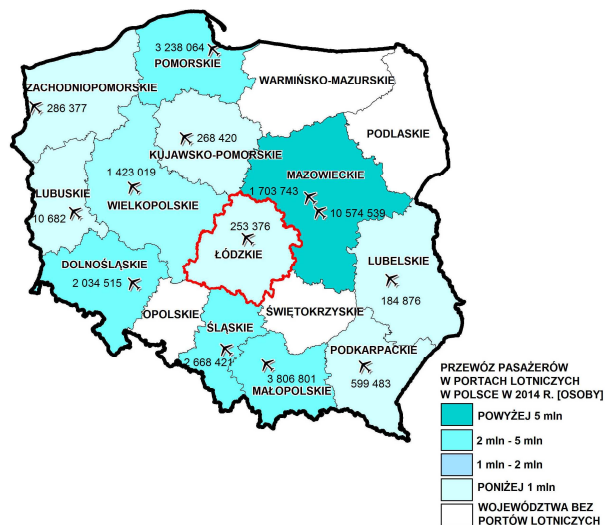 3 238 064
POMORSKIE
WARMIŃSKO-MAZURSKIE
ZACHODNIOPOMORSKIE
286 377
PODLASKIE
268 420
KUJAWSKO-POMORSKIE
MAZOWIECKIE
1 423 019
1 703 743
LUBUSKIE
10 682
WIELKOPOLSKIE
10 574 539
253 376
ŁÓDZKIE
DOLNOŚLĄSKIE
LUBELSKIE
2 034 515
184 876
OPOLSKIE
ŚWIĘTOKRZYSKIE
ŚLĄSKIE
PODKARPACKIE
2 668 421
3 806 801
599 483
MAŁOPOLSKIE
PRZEWÓZ PASAŻERÓW
W PORTACH LOTNICZYCH
W POLSCE W 2014 R. [OSOBY]
POWYŻEJ 5 mln
2 mln - 5 mln
1 mln - 2 mln
PONIŻEJ 1 mln
WOJEWÓDZTWA BEZ
PORTÓW LOTNICZYCH